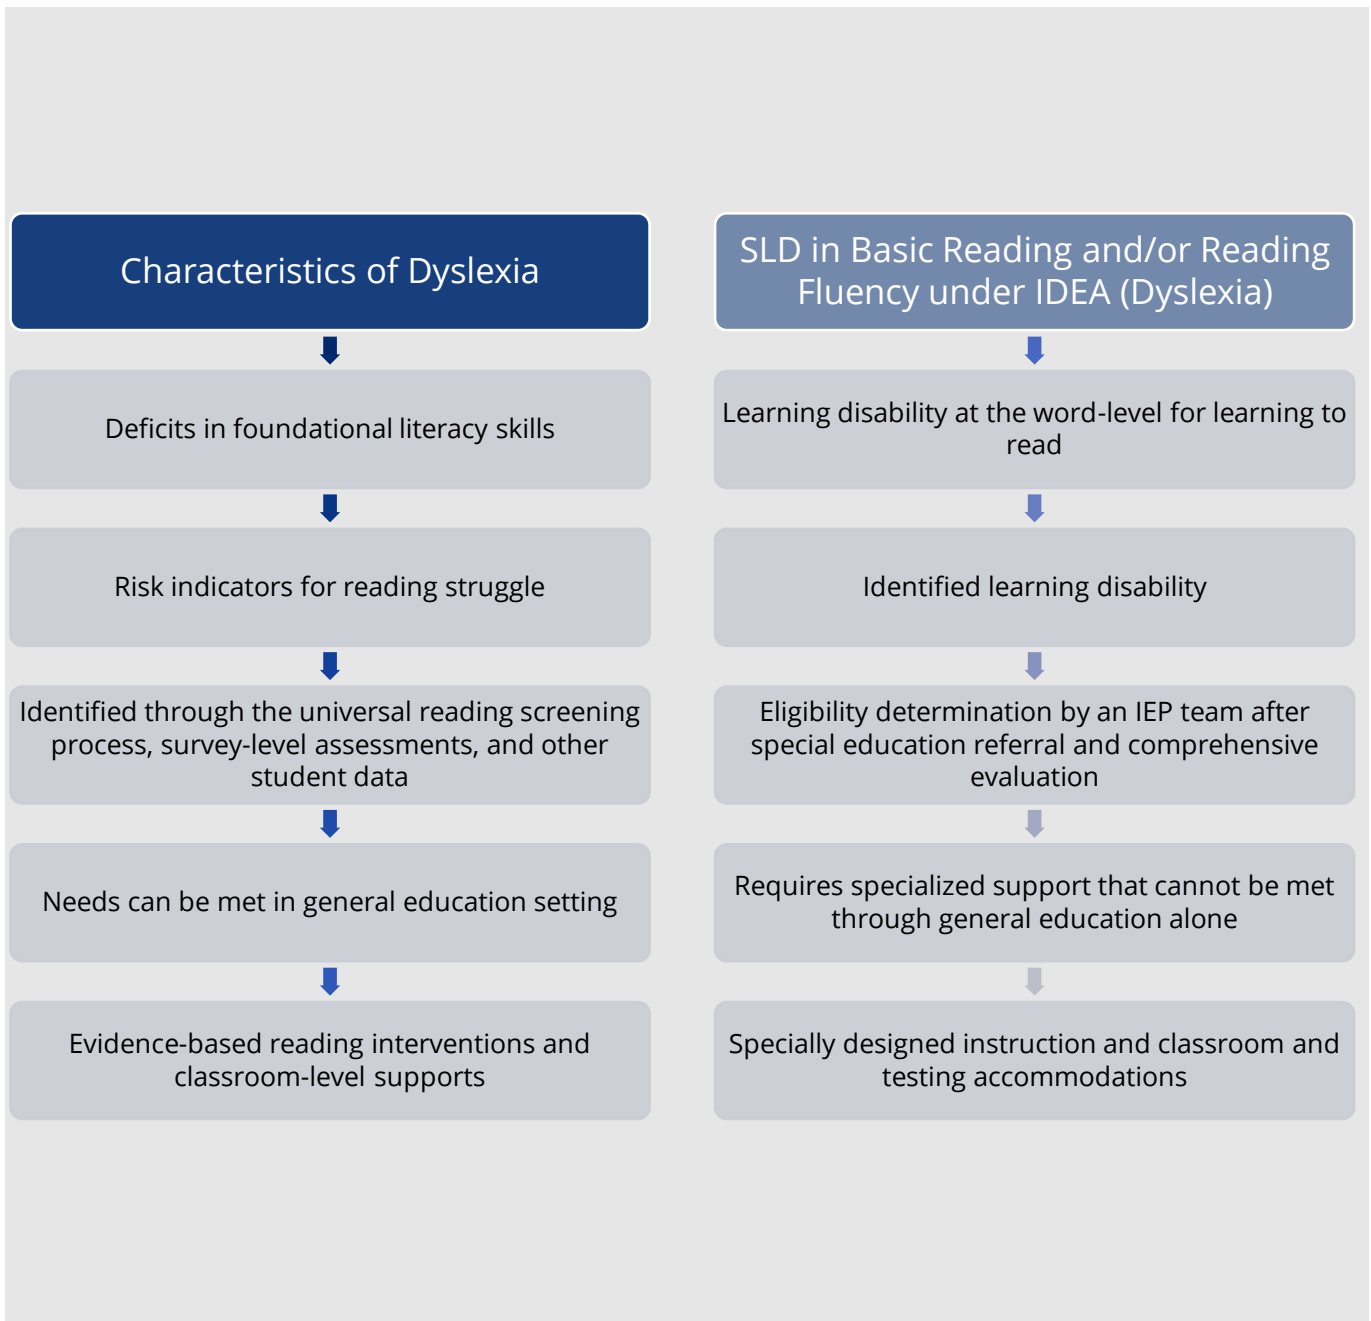 Characteristics of Dyslexia
Deficits in foundational literacy skills
Risk indicators for reading struggle
Identified through the universal reading screening
process, survey-level assessments, and other
student data
Needs can be met in general education setting
Evidence-based reading interventions and
classroom-level supports
SLD in Basic Reading and/or Reading
Fluency under IDEA (Dyslexia)
Learning disability at the word-level for learning to
read
Identified learning disability
Eligibility determination by an IEP team after
special education referral and comprehensive
evaluation
Requires specialized support that cannot be met
through general education alone
Specially designed instruction and classroom and
testing accommodations